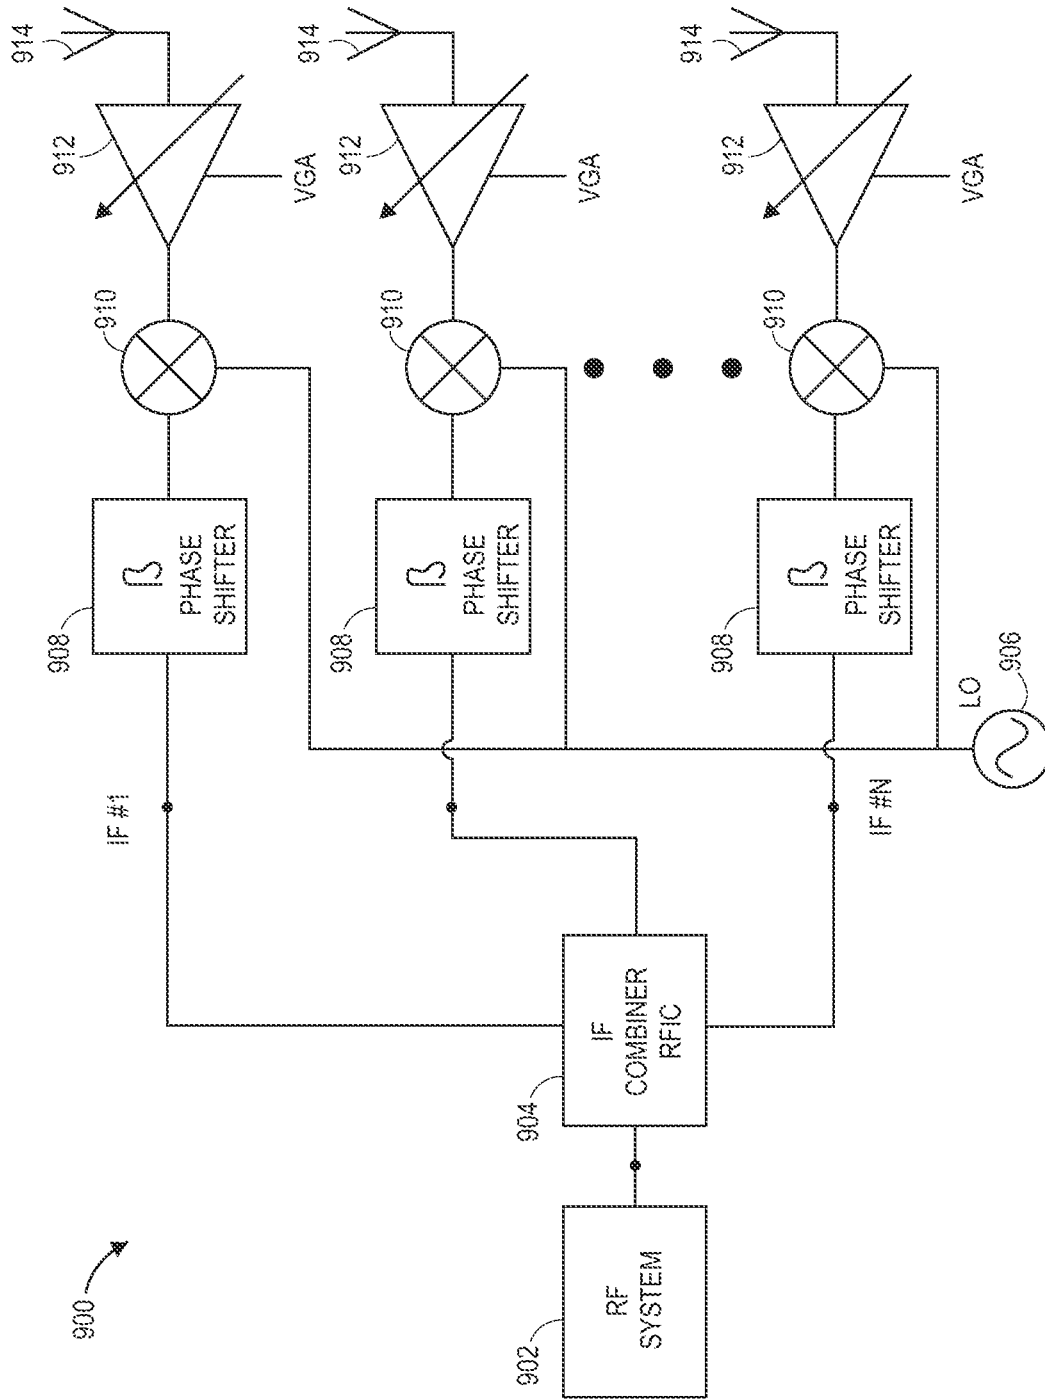 900
914
912
910
908
β
PHASE
SHIFTER
IF #1
VGA
914
912
910
908
β
PHASE
SHIFTER
VGA
902
RF
SYSTEM
904
IF
COMBINER
RFIC
914
912
910
908
β
PHASE
SHIFTER
IF #N
VGA
LO
906